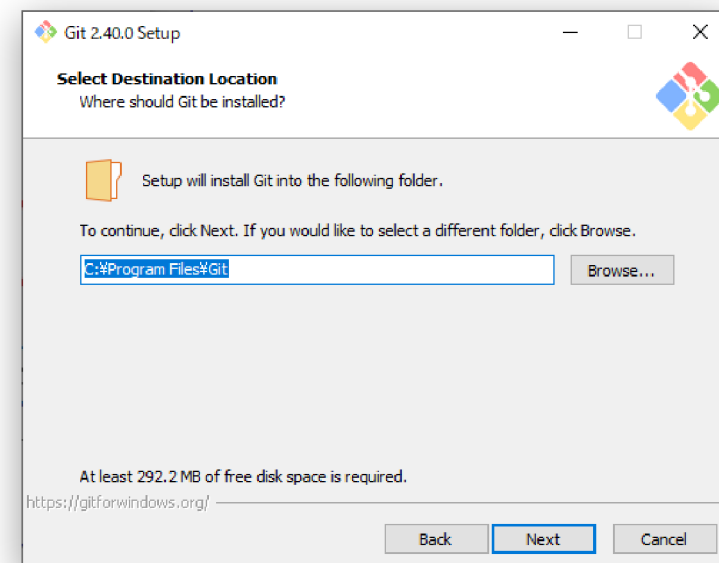 Git 2.40.0 Setup
Select Destination Location
Where should Git be installed?
Setup will install Git into the following folder.
To continue, click Next. If you would like to select a different folder, click Browse.
C:¥Program Files¥Git
Browse...
At least 292.2 MB of free disk space is required.
https://gitforwindows.org/
Back
Next
Cancel